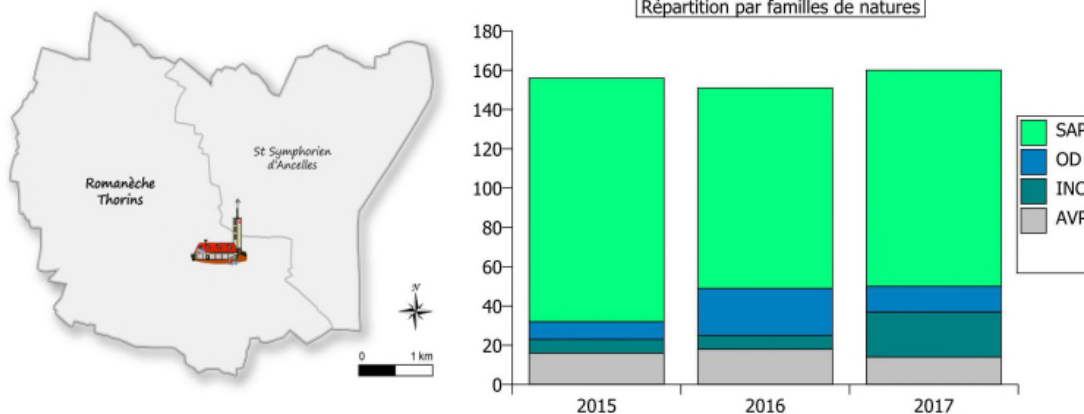 Répartition par familles de natures
St Symphorien
d'Ancelles
Romanèche
Thorins
N
0 1 km
180
160
140
120
100
80
60
40
20
0
2015 2016 2017
SAP
OD
INC